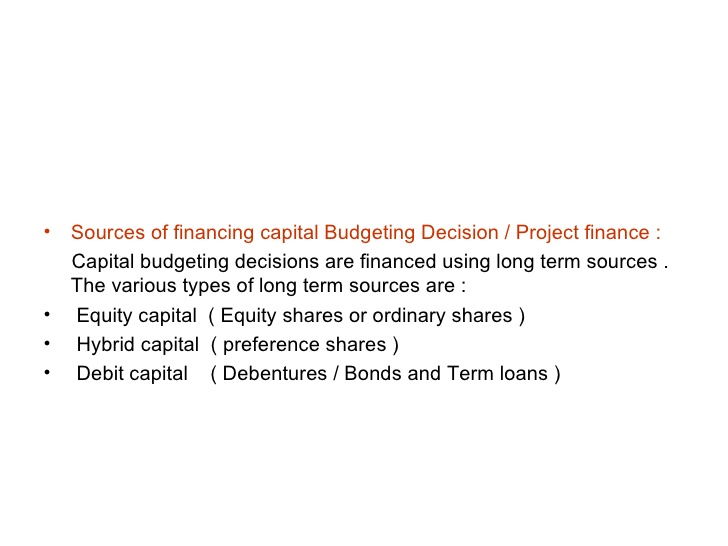 • Sources of financing capital Budgeting Decision / Project finance :
Capital budgeting decisions are financed using long term sources .
The various types of long term sources are :
• Equity capital ( Equity shares or ordinary shares )
• Hybrid capital ( preference shares )
• Debit capital ( Debentures / Bonds and Term loans )